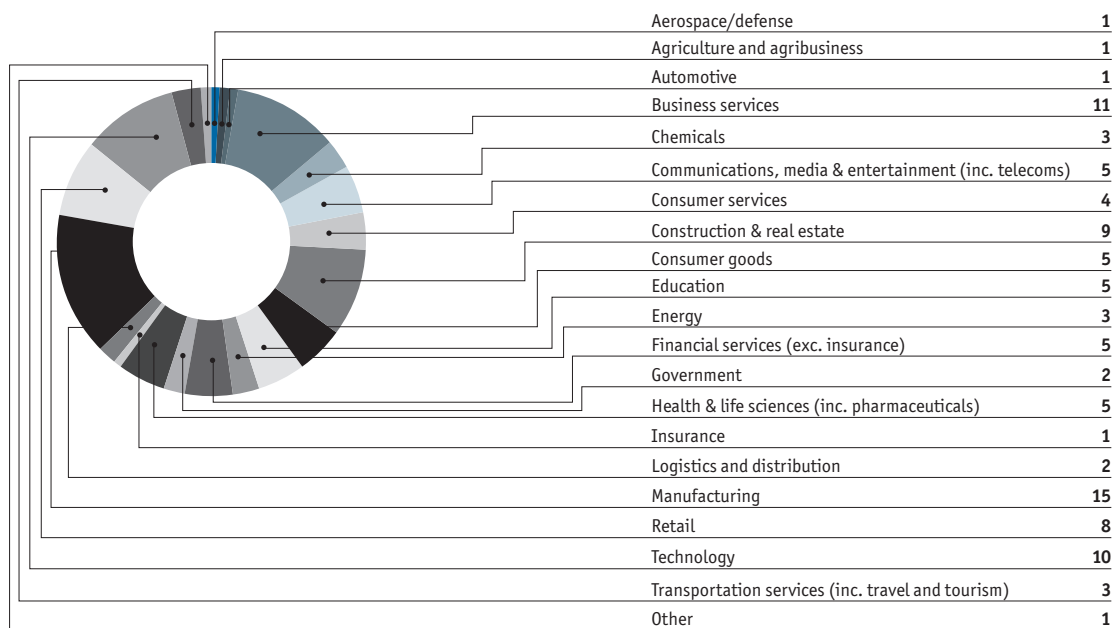 Aerospace/defense 1
Agriculture and agribusiness 1
Automotive 1
Business services 11
Chemicals 3
Communications, media & entertainment (inc. telecoms) 5
Consumer services 4
Construction & real estate 9
Consumer goods 5
Education 5
Energy 3
Financial services (exc. insurance) 5
Government 2
Health & life sciences (inc. pharmaceuticals) 5
Insurance 1
Logistics and distribution 2
Manufacturing 15
Retail 8
Technology 10
Transportation services (inc. travel and tourism) 3
Other 1